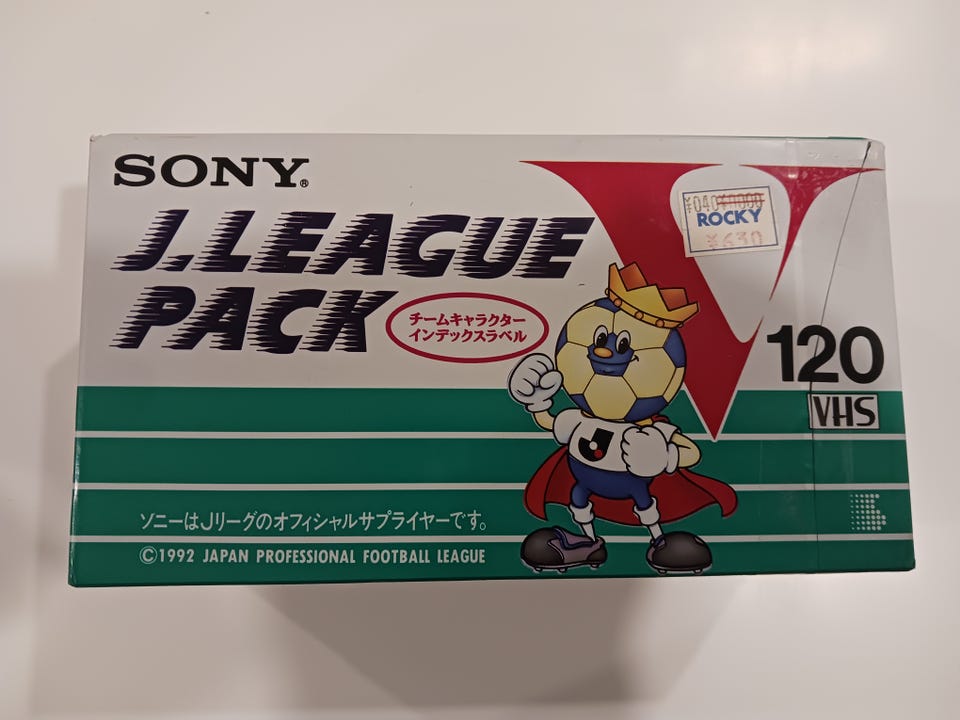 SONY®
J.LEAGUE
PACK
チームキャラクター
インデックスラベル
V
ROCKY
¥630
120
VHS
J
ソニーはJリーグのオフィシャルサプライヤーです。
©1992 JAPAN PROFESSIONAL FOOTBALL LEAGUE